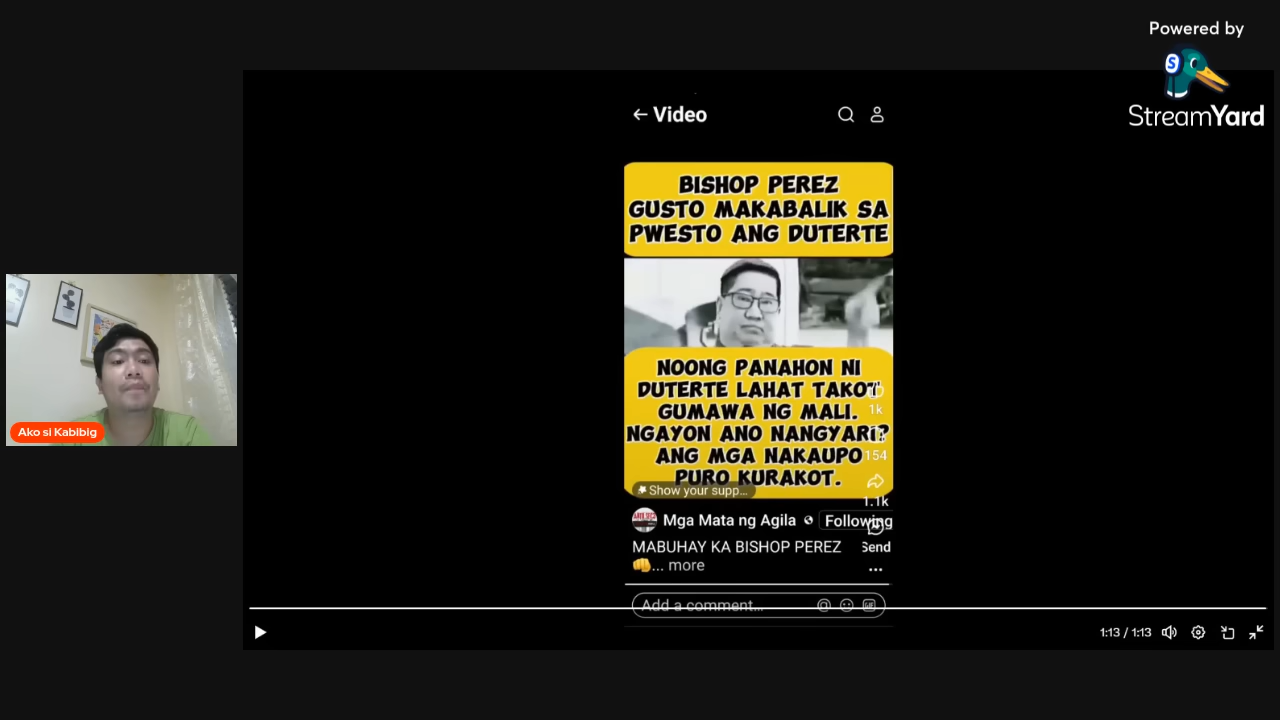 Powered by
StreamYard
Video
BISHOP PEREZ
GUSTO MAKABALIK SA
PWESTO ANG DUTERTE
NOONG PANAHON NI
DUTERTE LAHAT TAKOT
GUMAWA NG MALI.
NGAYON ANO NANGYARI?
ANG MGA NAKAUPO
PURO KURAKOT.
1k
154
1.1k
Show your supp...
Mga Mata ng Agila
Following
MABUHAY KA BISHOP PEREZ
👊... more
Send
Add a comment...
GIF
Ako si Kabibig
1:13 / 1:13